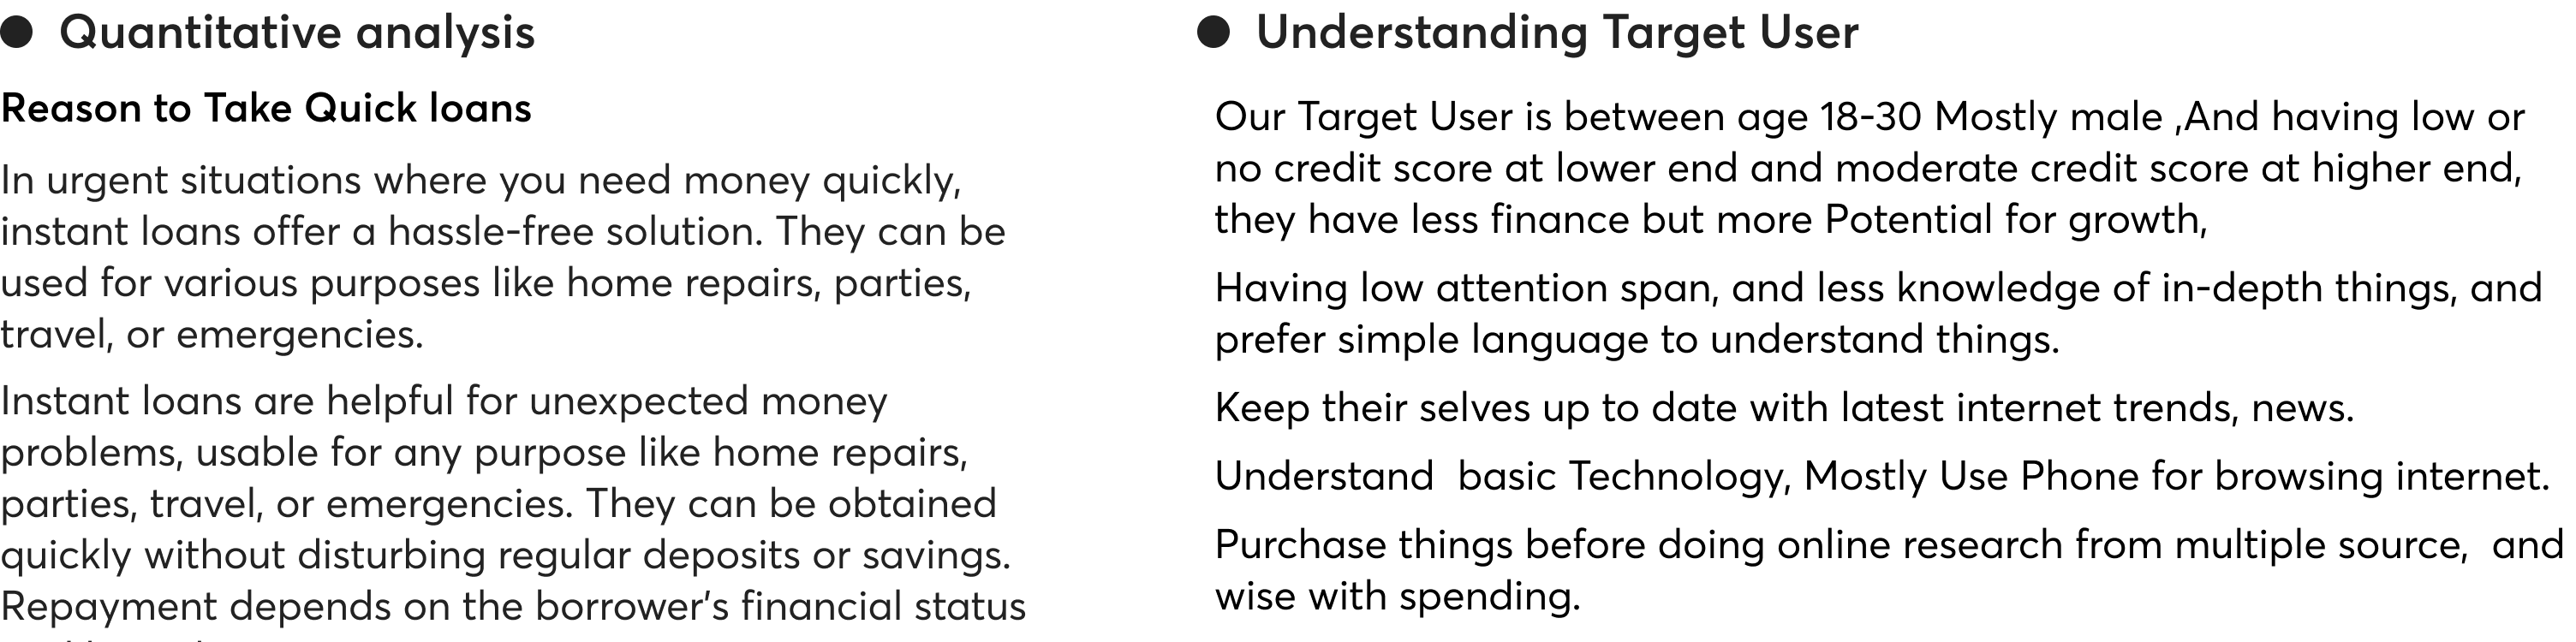 Quantitative analysis
Reason to Take Quick loans
In urgent situations where you need money quickly,
instant loans offer a hassle-free solution. They can be
used for various purposes like home repairs, parties,
travel, or emergencies.
Instant loans are helpful for unexpected money
problems, usable for any purpose like home repairs,
parties, travel, or emergencies. They can be obtained
quickly without disturbing regular deposits or savings.
Repayment depends on the borrower's financial status
Understanding Target User
Our Target User is between age 18-30 Mostly male ,And having low or
no credit score at lower end and moderate credit score at higher end,
they have less finance but more Potential for growth,
Having low attention span, and less knowledge of in-depth things, and
prefer simple language to understand things.
Keep their selves up to date with latest internet trends, news.
Understand  basic Technology, Mostly Use Phone for browsing internet.
Purchase things before doing online research from multiple source,  and
wise with spending.